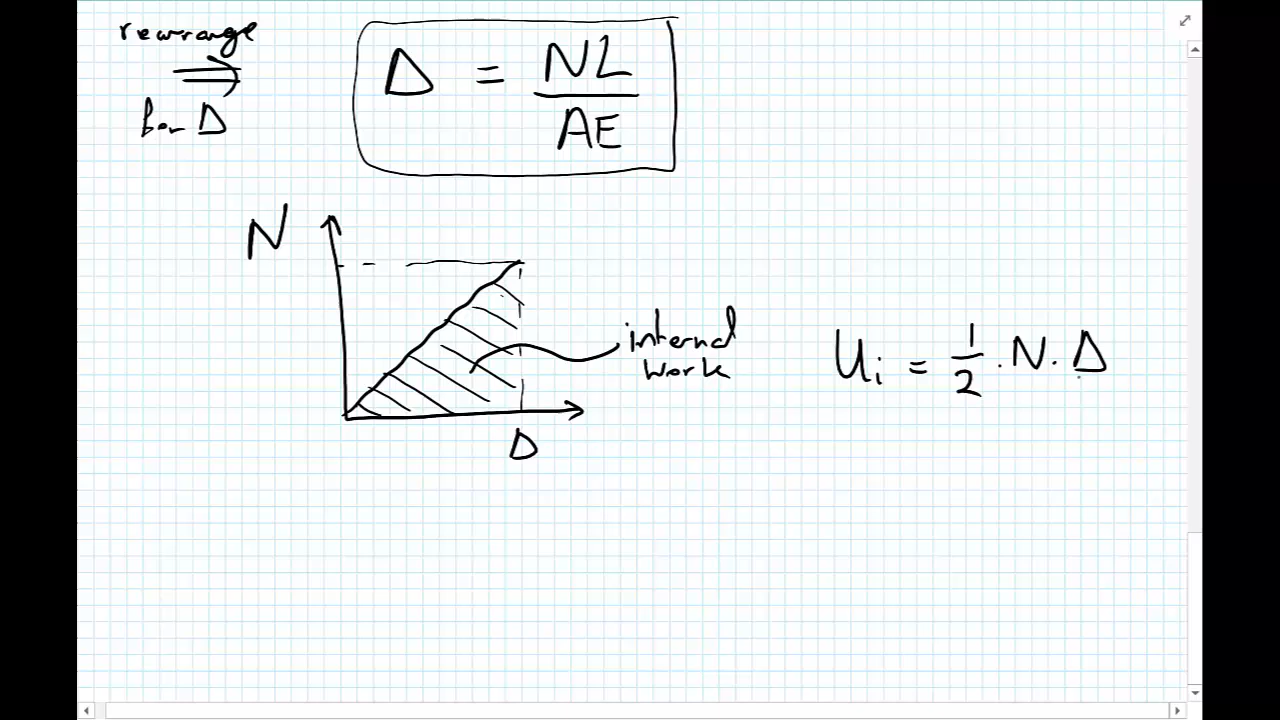 rearrange
⇒
for Δ
Δ = NL/AE
N
internal
work
Δ
Ui = 1/2 . N . Δ